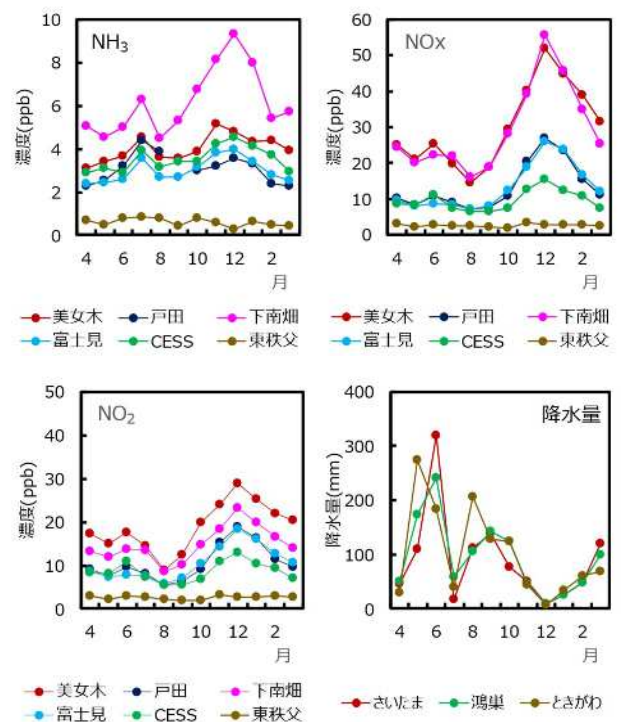 NH₃
濃度(ppb)
10
8
6
4
2
0
4 6 8 10 12 2
月
美女木 戸田 下南畑
富士見 CESS 東秩父
NOx
濃度(ppb)
60
50
40
30
20
10
0
4 6 8 10 12 2
月
美女木 戸田 下南畑
富士見 CESS 東秩父
NO₂
濃度(ppb)
50
40
30
20
10
0
4 6 8 10 12 2
月
美女木 戸田 下南畑
富士見 CESS 東秩父
降水量
降水量(mm)
400
300
200
100
0
4 6 8 10 12 2
月
さいたま 鴻巣 ときがわ